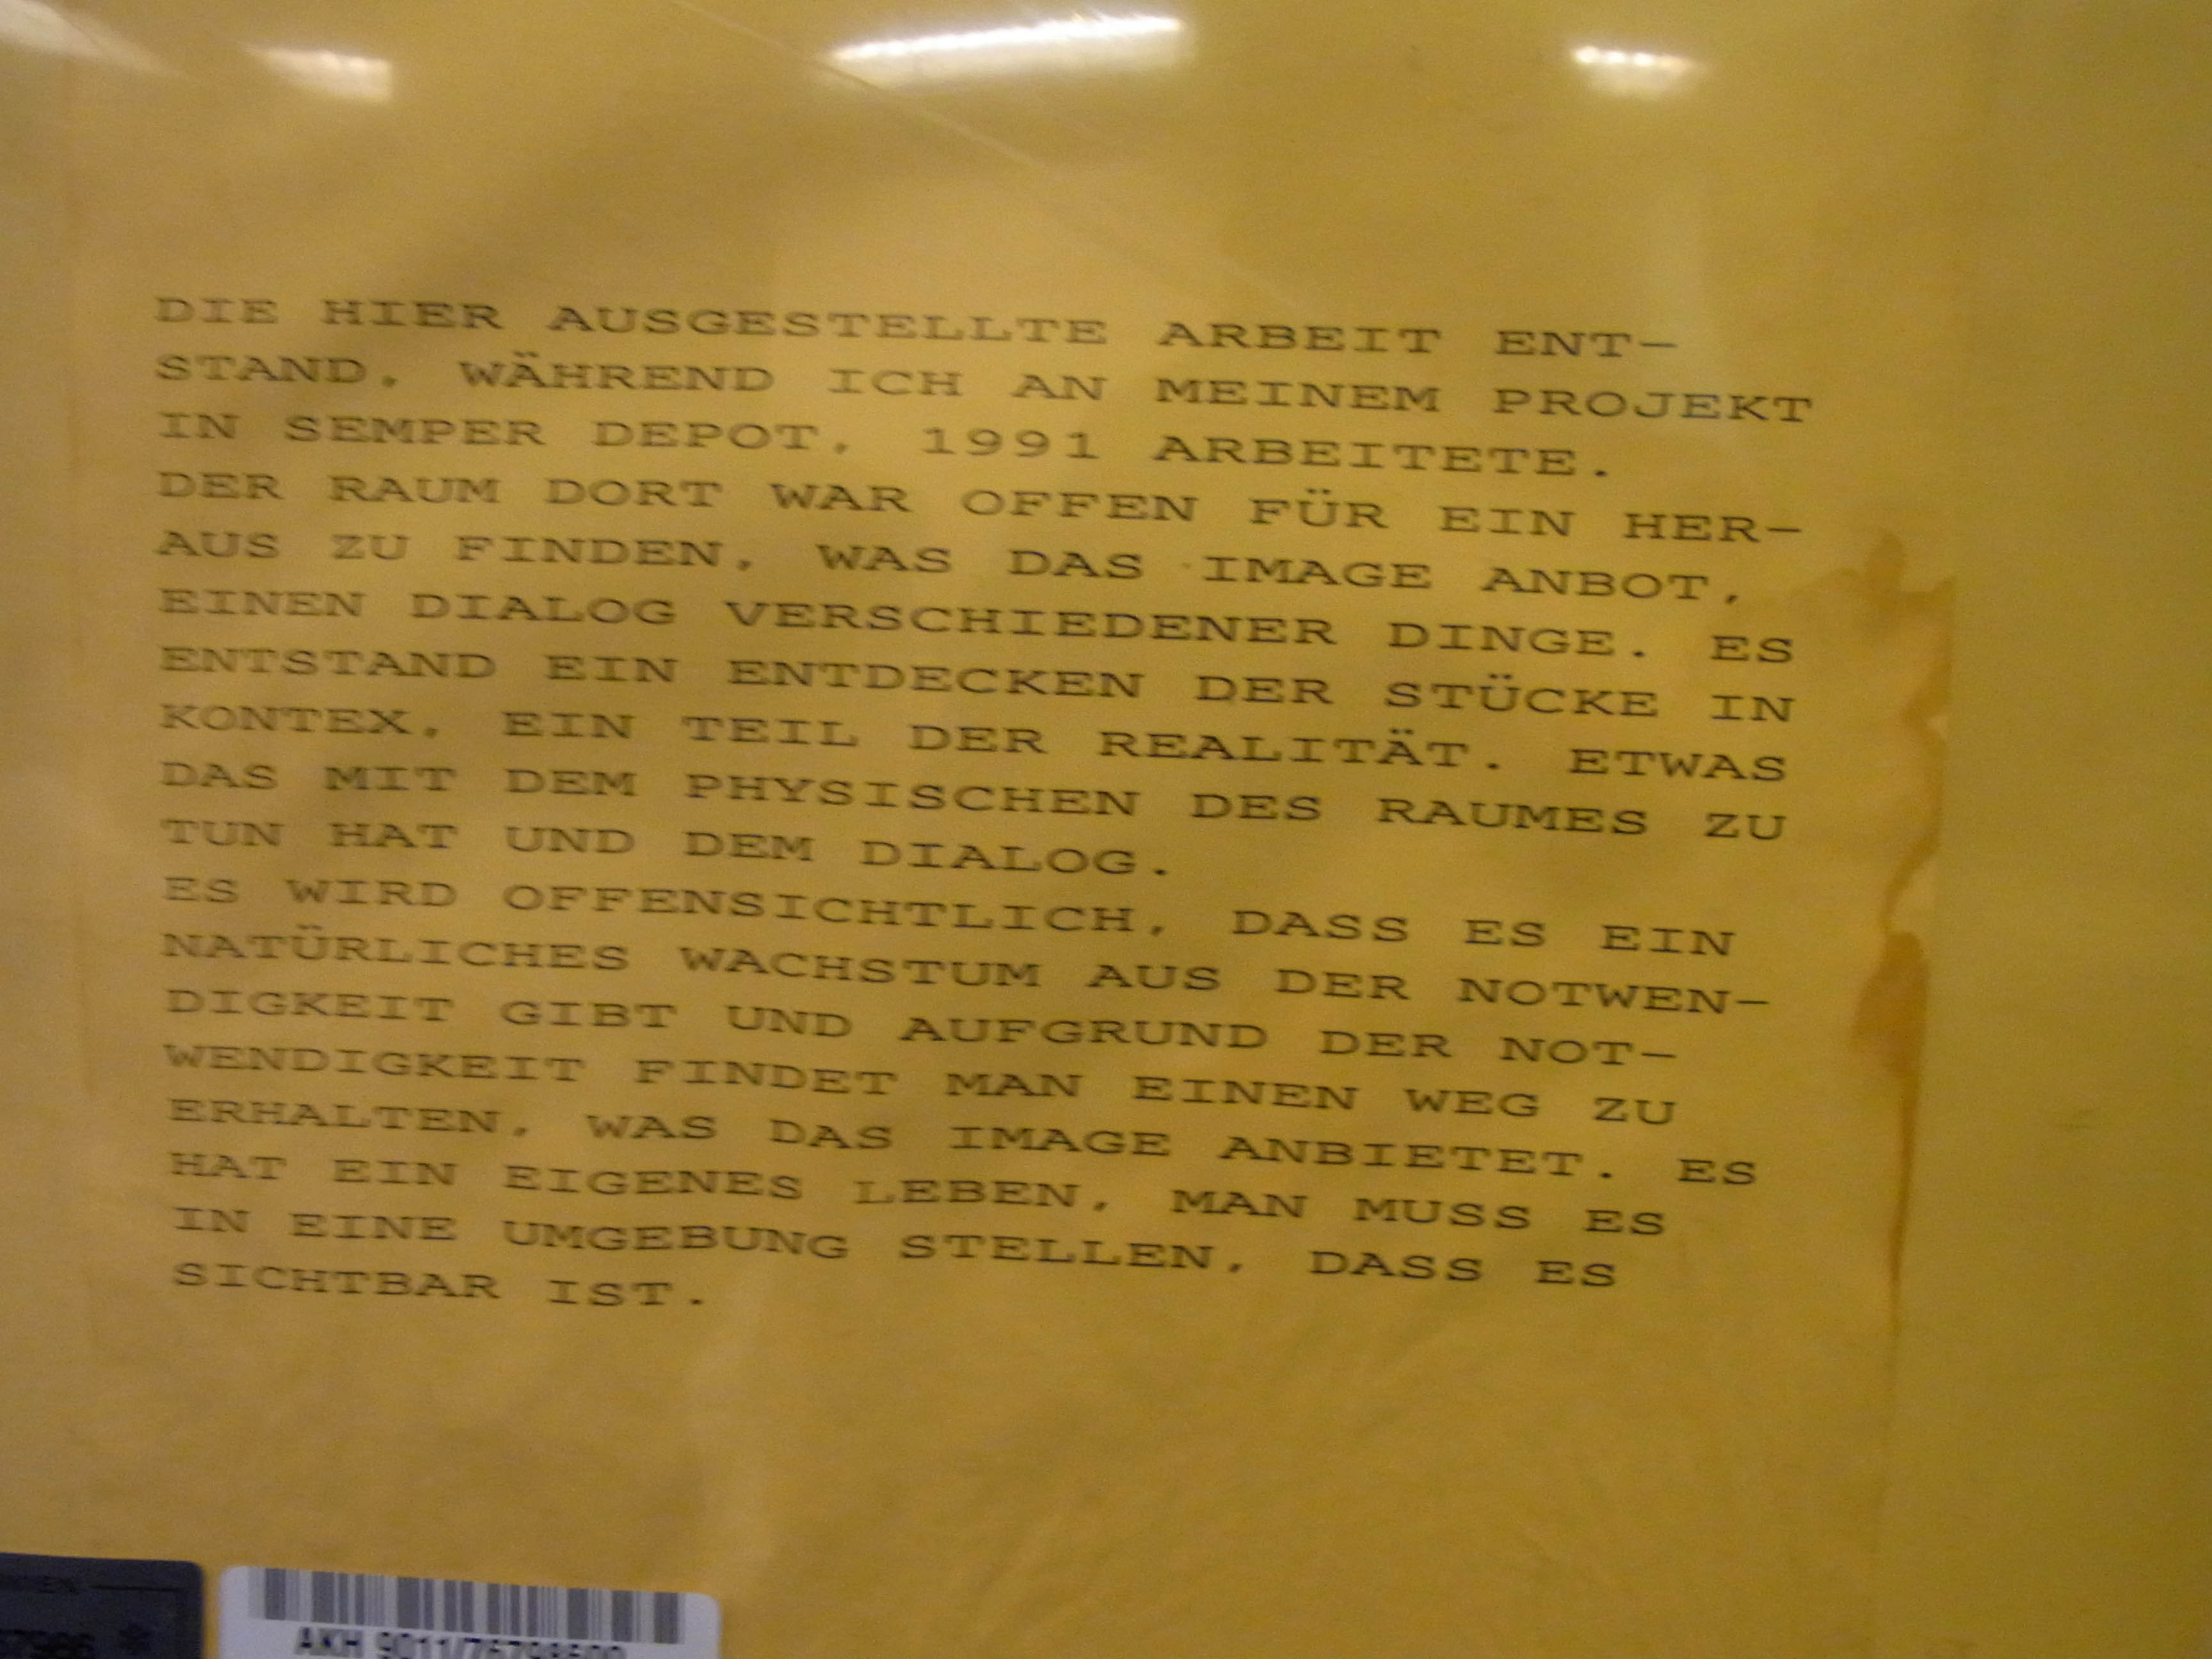 DIE HIER AUSGESTELLTE ARBEIT ENT-
STAND, WÄHREND ICH AN MEINEM PROJEKT
IN SEMPER DEPOT, 1991 ARBEITETE.
DER RAUM DORT WAR OFFEN FÜR EIN HER-
AUS ZU FINDEN, WAS DAS IMAGE ANBOT,
EINEN DIALOG VERSCHIEDENER DINGE. ES
ENTSTAND EIN ENTDECKEN DER STÜCKE IN
KONTEX, EIN TEIL DER REALITÄT. ETWAS
DAS MIT DEM PHYSISCHEN DES RAUMES ZU
TUN HAT UND DEM DIALOG.
ES WIRD OFFENSICHTLICH, DASS ES EIN
NATÜRLICHES WACHSTUM AUS DER NOTWEN-
DIGKEIT GIBT UND AUFGRUND DER NOT-
WENDIGKEIT FINDET MAN EINEN WEG ZU
ERHALTEN, WAS DAS IMAGE ANBIETET. ES
HAT EIN EIGENES LEBEN, MAN MUSS ES
IN EINE UMGEBUNG STELLEN, DASS ES
SICHTBAR IST.
AKH